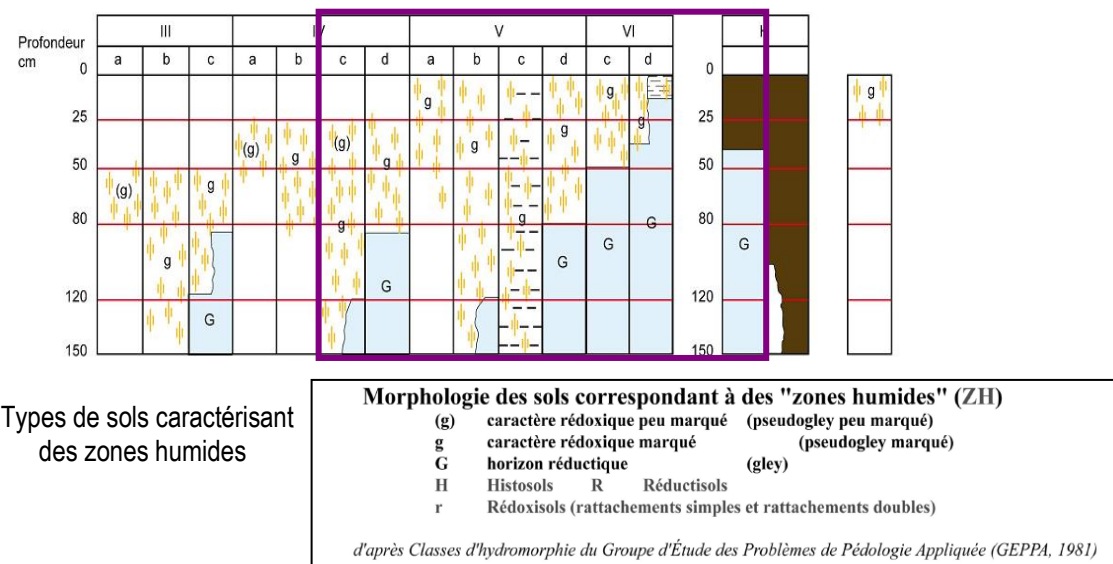 III IV V VI H
Profondeur
cm
a b c a b c d a b c d c d
0 0
g g g g g
25 25
(g) g (g) g g g
50 50
(g) g g
80 g g 80
g G G G G
G
120 G 120
150 150
Types de sols caractérisant
des zones humides
Morphologie des sols correspondant à des "zones humides" (ZH)
(g) caractère rédoxique peu marqué (pseudogley peu marqué)
g caractère rédoxique marqué (pseudogley marqué)
G horizon réductique (gley)
H Histosols R Réductisols
r Rédoxisols (rattachements simples et rattachements doubles)
d'après Classes d'hydromorphie du Groupe d'Étude des Problèmes de Pédologie Appliquée (GEPPA, 1981)